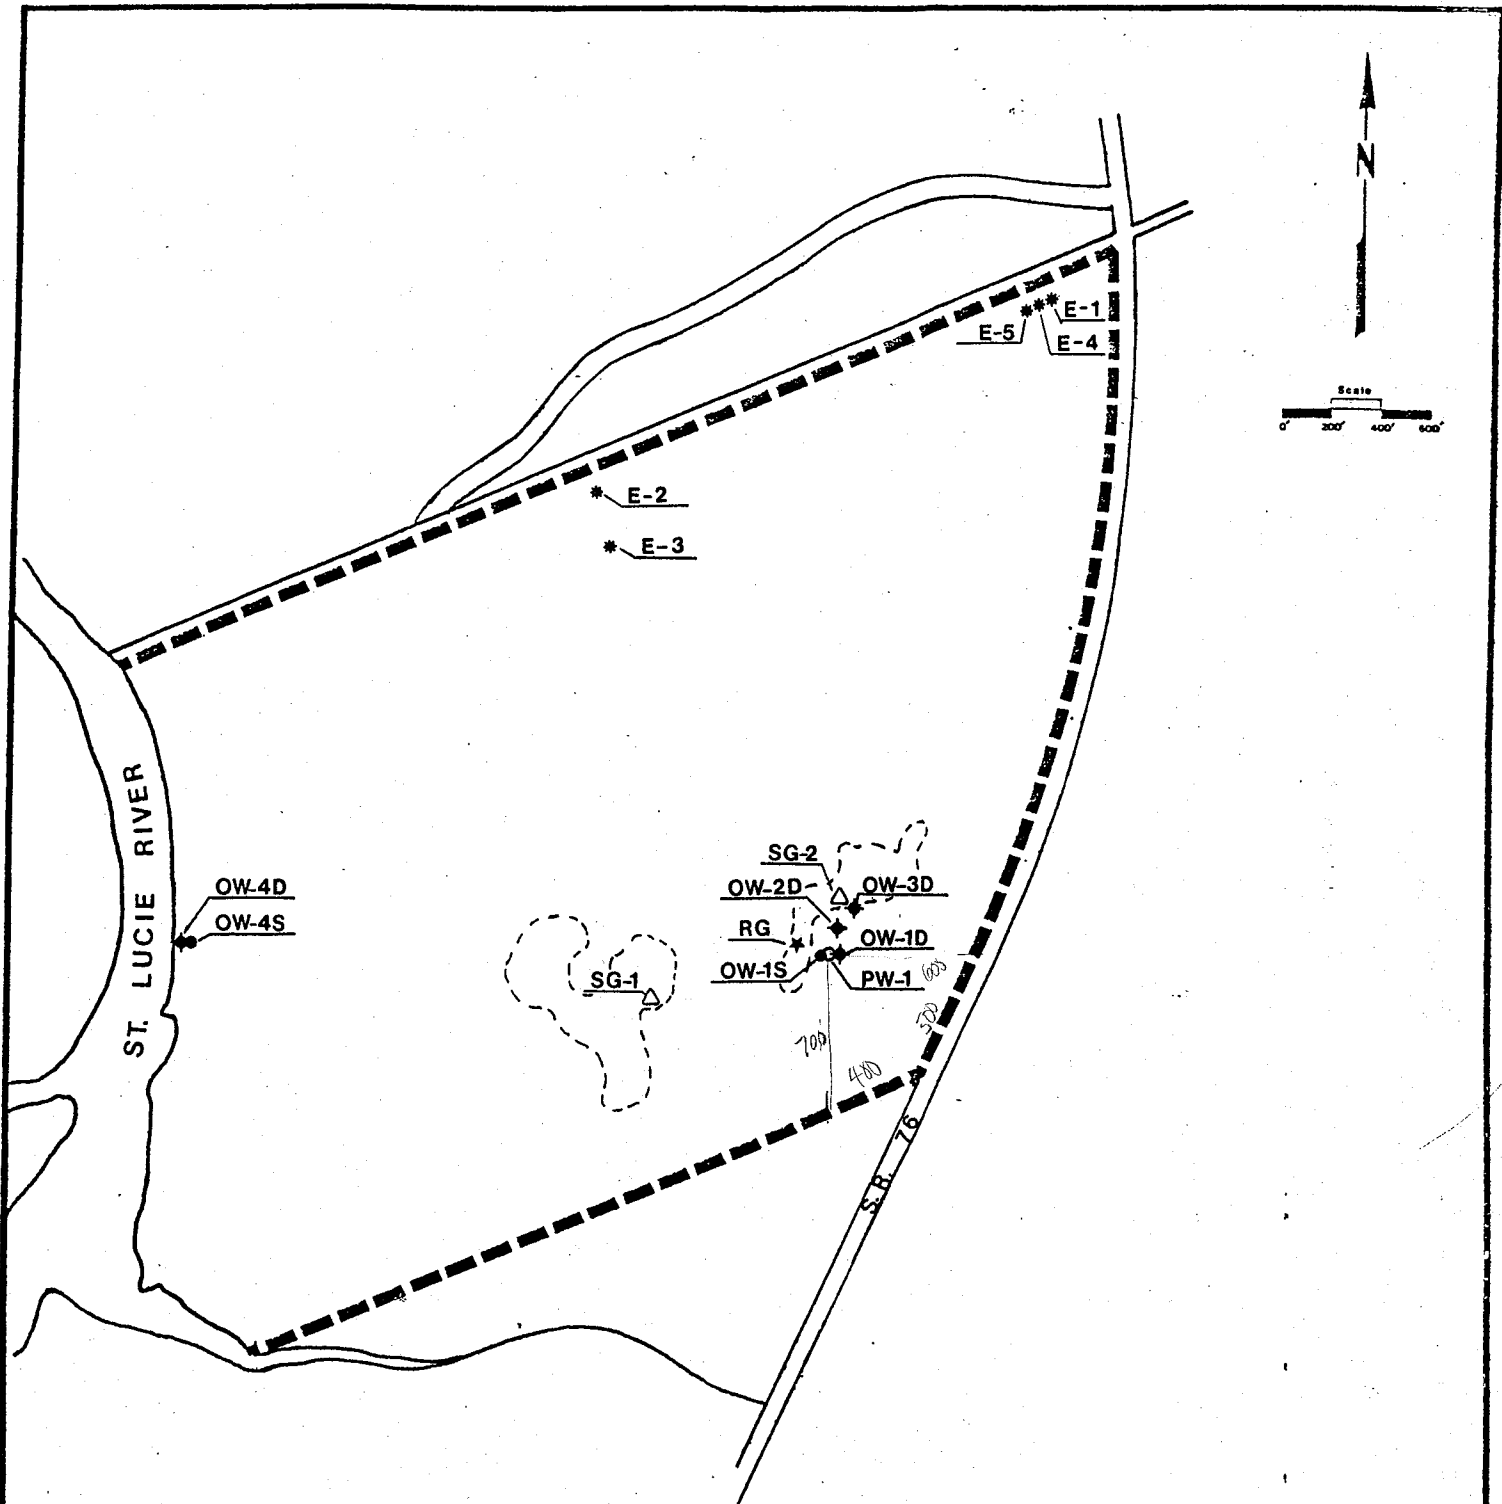 N
Scale
0' 200' 400' 600'
E-1
E-5
E-4
E-2
E-3
ST. LUCIE RIVER
SG-2
OW-4D
OW-2D
OW-3D
OW-4S
RG
OW-1D
OW-1S
SG-1
PW-1
600
500
700
400
S.R. 76